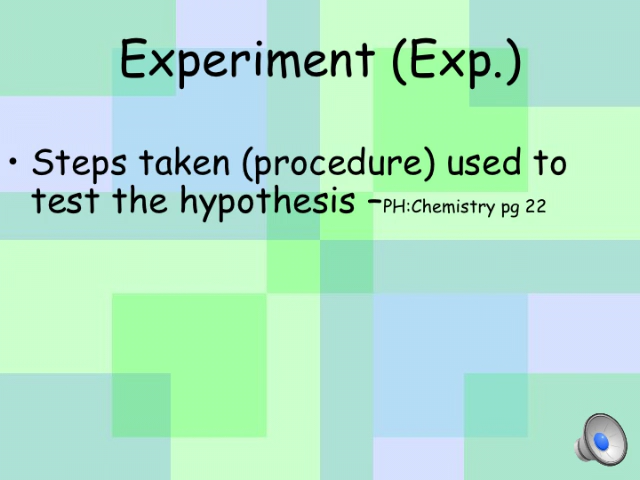 Experiment (Exp.)
• Steps taken (procedure) used to
test the hypothesis –PH:Chemistry pg 22